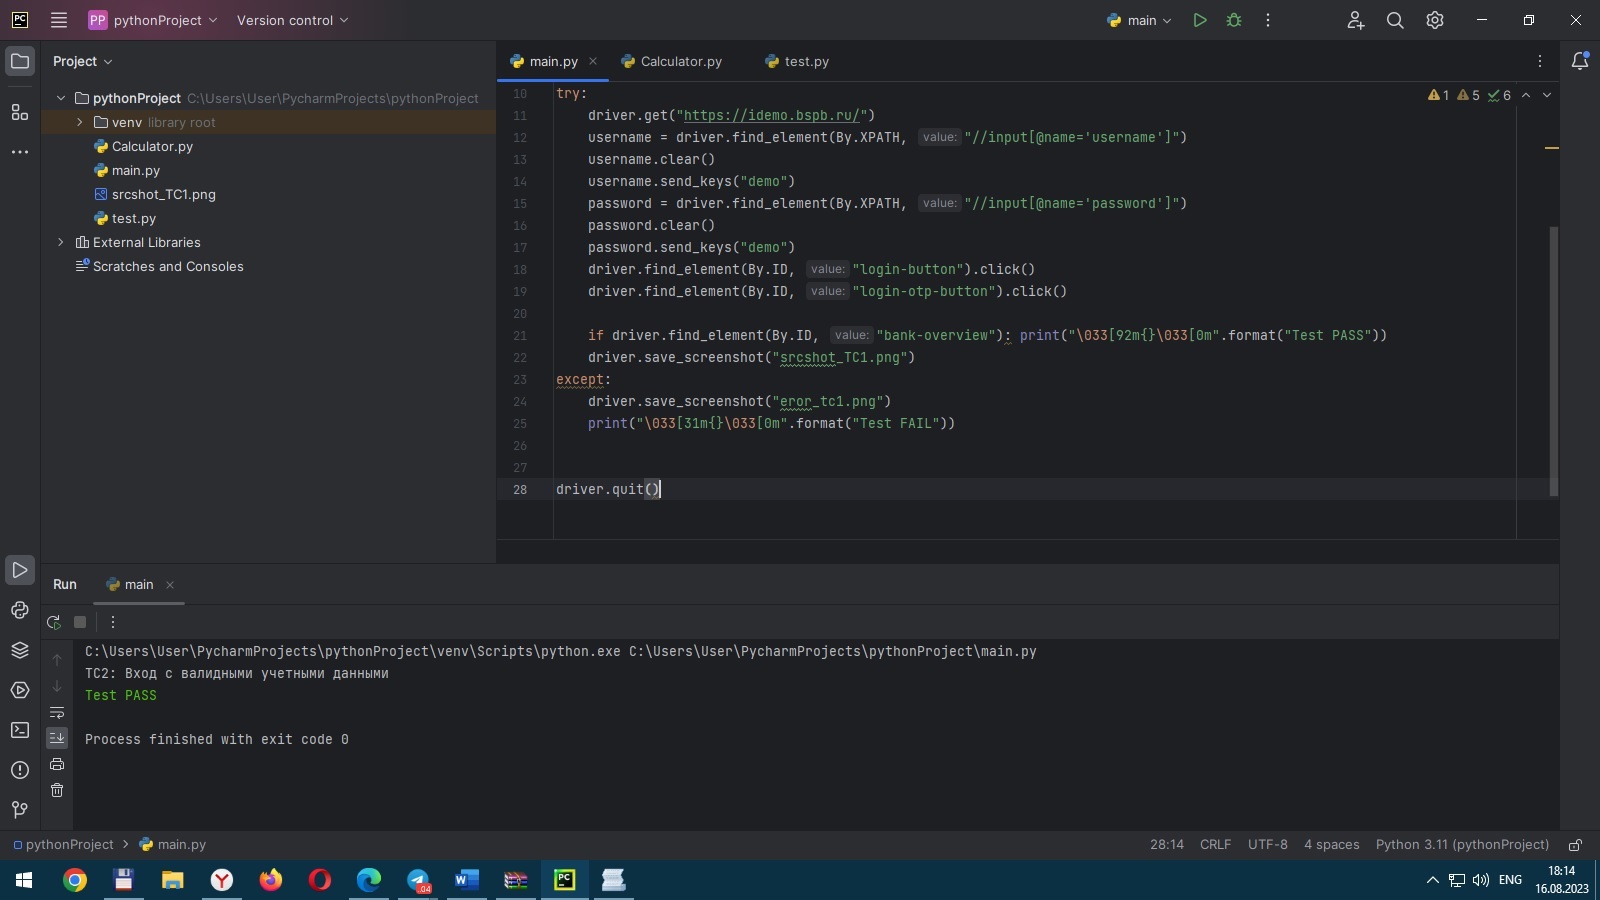 PC PP pythonProject Version control main
Project main.py Calculator.py test.py
pythonProject C:\Users\User\PycharmProjects\pythonProject
venv library root
Calculator.py
main.py
srcshot_TC1.png
test.py
External Libraries
Scratches and Consoles
1 5 6
10 try:
11 driver.get("https://idemo.bspb.ru/")
12 username = driver.find_element(By.XPATH, value: "//input[@name='username']")
13 username.clear()
14 username.send_keys("demo")
15 password = driver.find_element(By.XPATH, value: "//input[@name='password']")
16 password.clear()
17 password.send_keys("demo")
18 driver.find_element(By.ID, value: "login-button").click()
19 driver.find_element(By.ID, value: "login-otp-button").click()
20
21 if driver.find_element(By.ID, value: "bank-overview"): print("\033[92m{}\033[0m".format("Test PASS"))
22 driver.save_screenshot("srcshot_TC1.png")
23 except:
24 driver.save_screenshot("eror_tc1.png")
25 print("\033[31m{}\033[0m".format("Test FAIL"))
26
27
28 driver.quit()
Run main
C:\Users\User\PycharmProjects\pythonProject\venv\Scripts\python.exe C:\Users\User\PycharmProjects\pythonProject\main.py
TC2: Вход с валидными учетными данными
Test PASS
Process finished with exit code 0
pythonProject > main.py 28:14 CRLF UTF-8 4 spaces Python 3.11 (pythonProject)
.04 PC ENG 18:14
16.08.2023